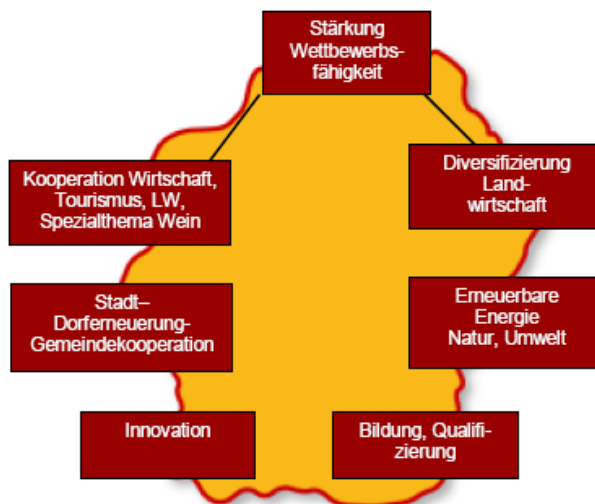 Stärkung
Wettbewerbs-
fähigkeit
Kooperation Wirtschaft,
Tourismus, LW,
Spezialthema Wein
Diversifizierung
Land-
wirtschaft
Stadt–
Dorferneuerung-
Gemeindekooperation
Erneuerbare
Energie
Natur, Umwelt
Innovation
Bildung, Qualifi-
zierung